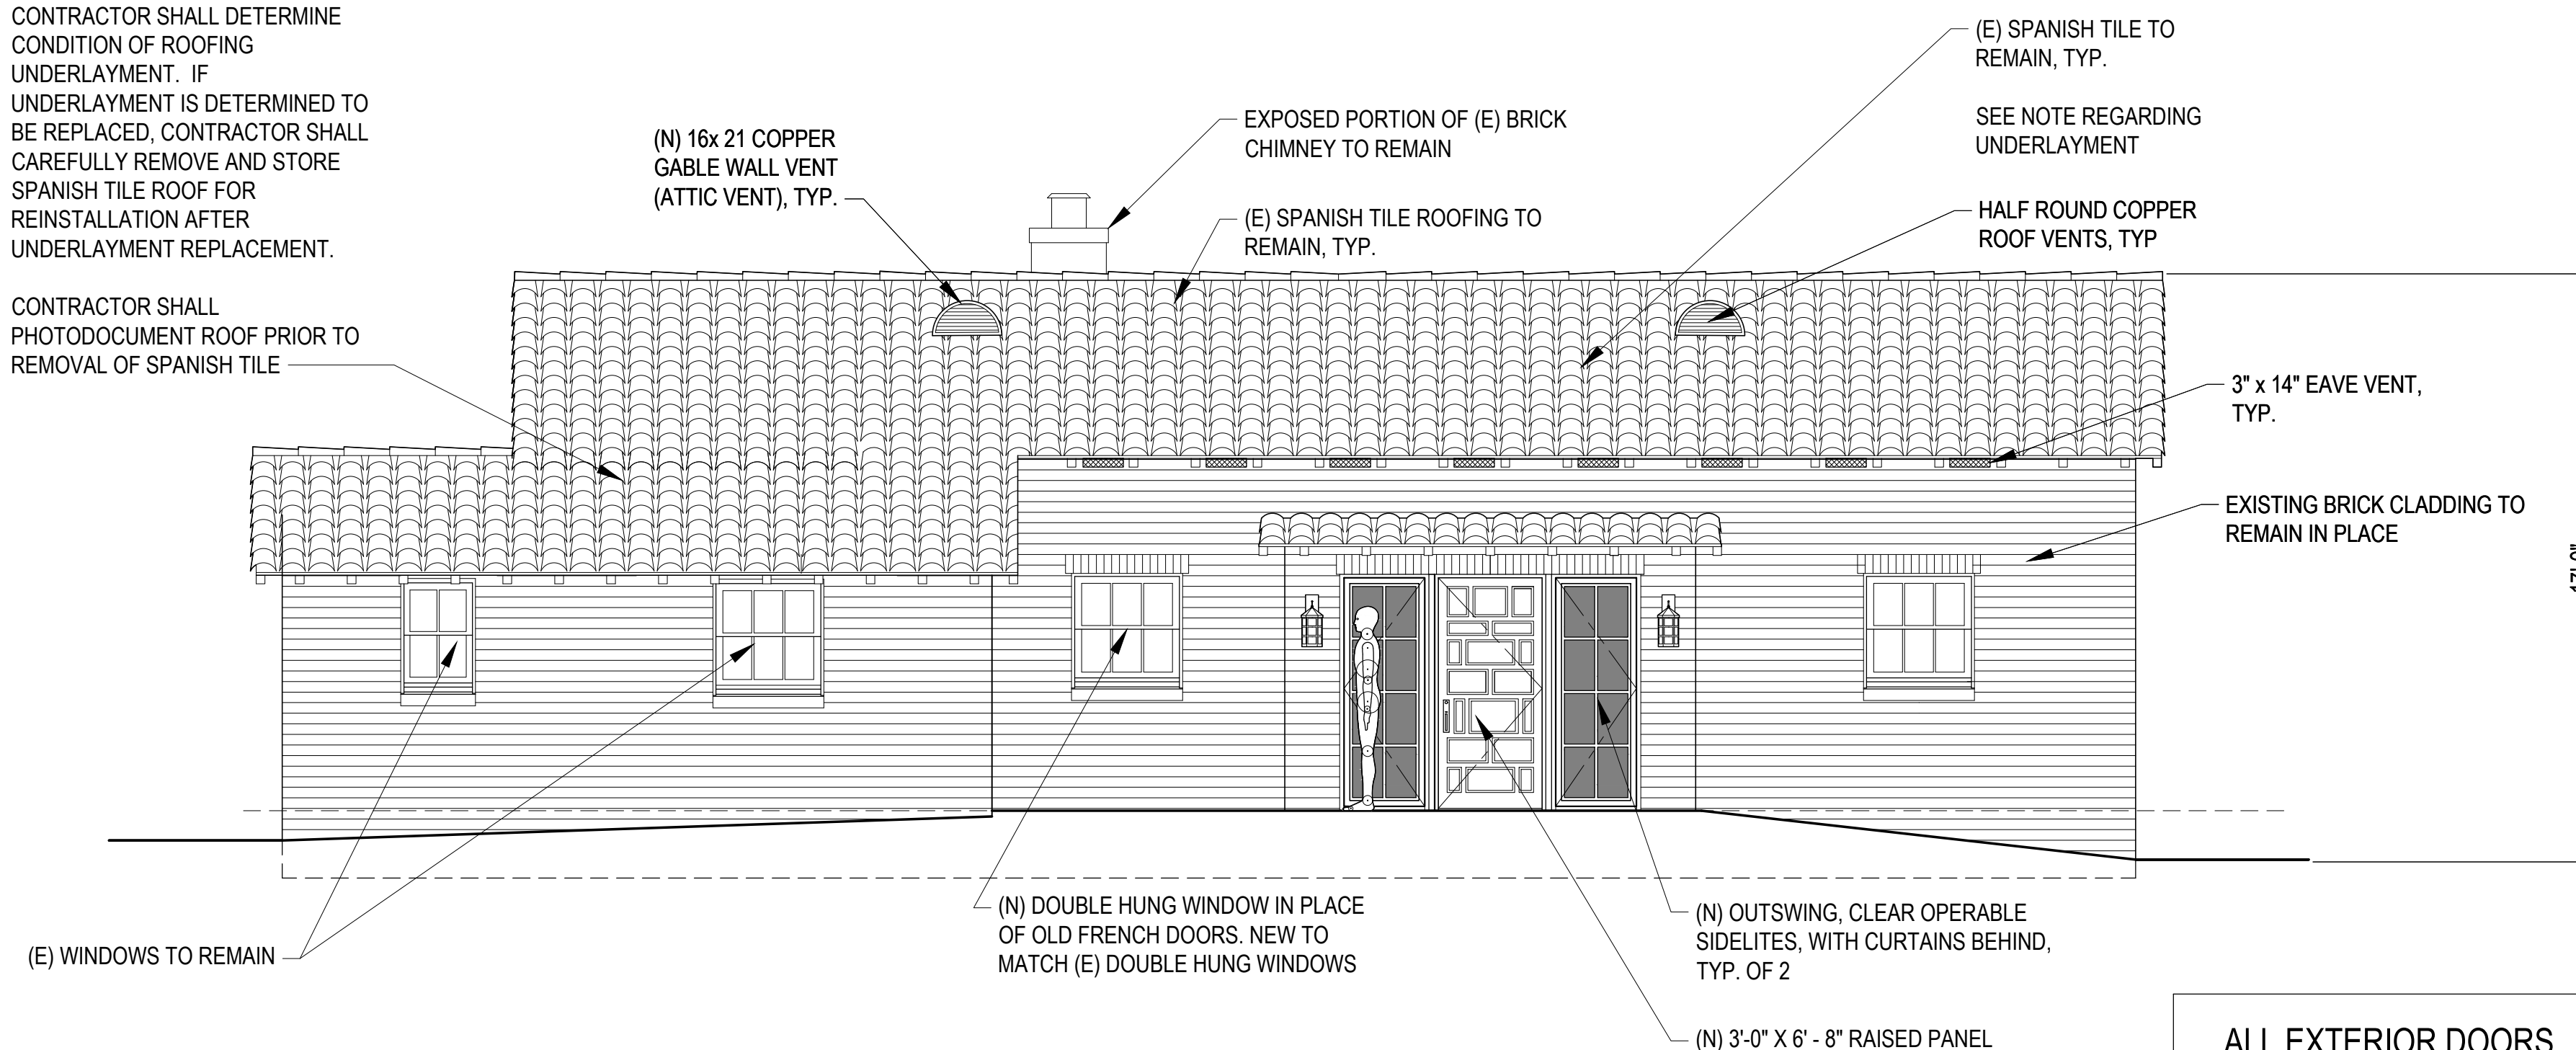 CONTRACTOR SHALL DETERMINE
CONDITION OF ROOFING
UNDERLAYMENT.  IF
UNDERLAYMENT IS DETERMINED TO
BE REPLACED, CONTRACTOR SHALL
CAREFULLY REMOVE AND STORE
SPANISH TILE ROOF FOR
REINSTALLATION AFTER
UNDERLAYMENT REPLACEMENT.
CONTRACTOR SHALL
PHOTODOCUMENT ROOF PRIOR TO
REMOVAL OF SPANISH TILE
(N) 16x 21 COPPER
GABLE WALL VENT
(ATTIC VENT), TYP.
EXPOSED PORTION OF (E) BRICK
CHIMNEY TO REMAIN
(E) SPANISH TILE ROOFING TO
REMAIN, TYP.
(E) SPANISH TILE TO
REMAIN, TYP.
SEE NOTE REGARDING
UNDERLAYMENT
HALF ROUND COPPER
ROOF VENTS, TYP
3" x 14" EAVE VENT,
TYP.
EXISTING BRICK CLADDING TO
REMAIN IN PLACE
(E) WINDOWS TO REMAIN
(N) DOUBLE HUNG WINDOW IN PLACE
OF OLD FRENCH DOORS. NEW TO
MATCH (E) DOUBLE HUNG WINDOWS
(N) OUTSWING, CLEAR OPERABLE
SIDELITES, WITH CURTAINS BEHIND,
TYP. OF 2
(N) 3'-0" X 6' - 8" RAISED PANEL
ALL EXTERIOR DOORS